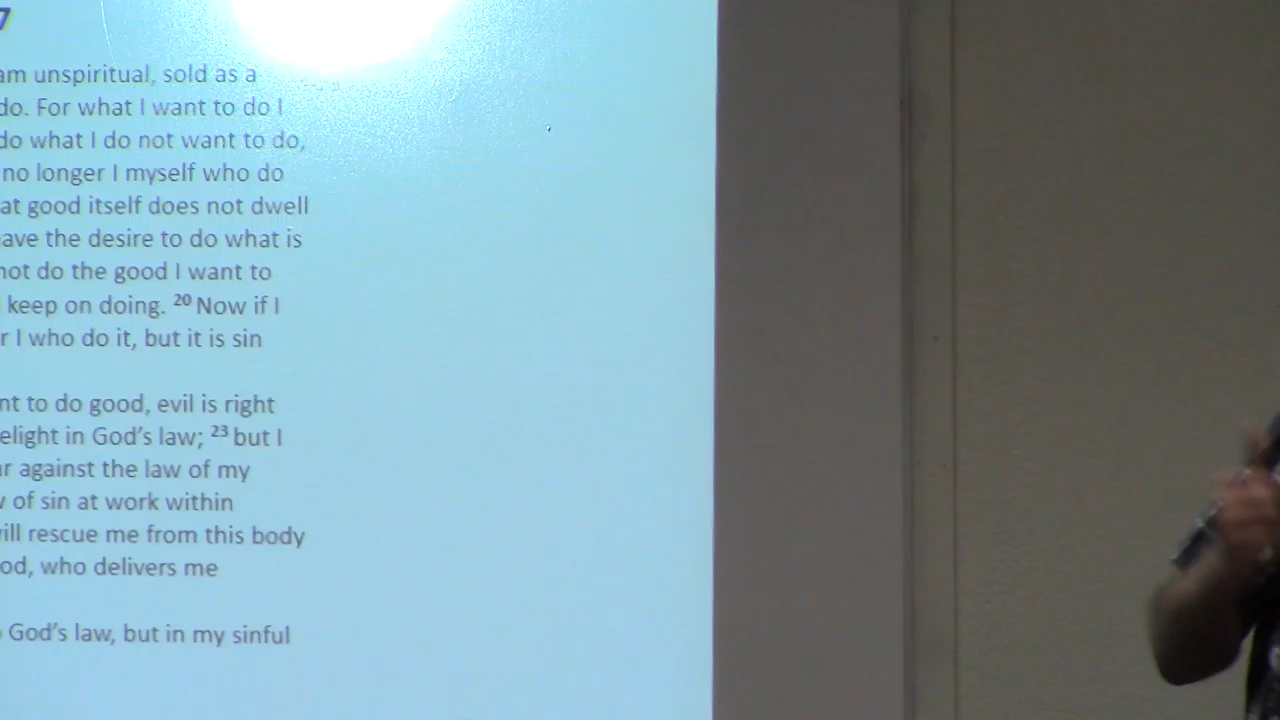 7
am unspiritual, sold as a
do. For what I want to do I
do what I do not want to do,
no longer I myself who do
at good itself does not dwell
ave the desire to do what is
not do the good I want to
keep on doing. 20 Now if I
r I who do it, but it is sin
nt to do good, evil is right
elight in God’s law; 23 but I
ar against the law of my
w of sin at work within
ill rescue me from this body
od, who delivers me
God’s law, but in my sinful